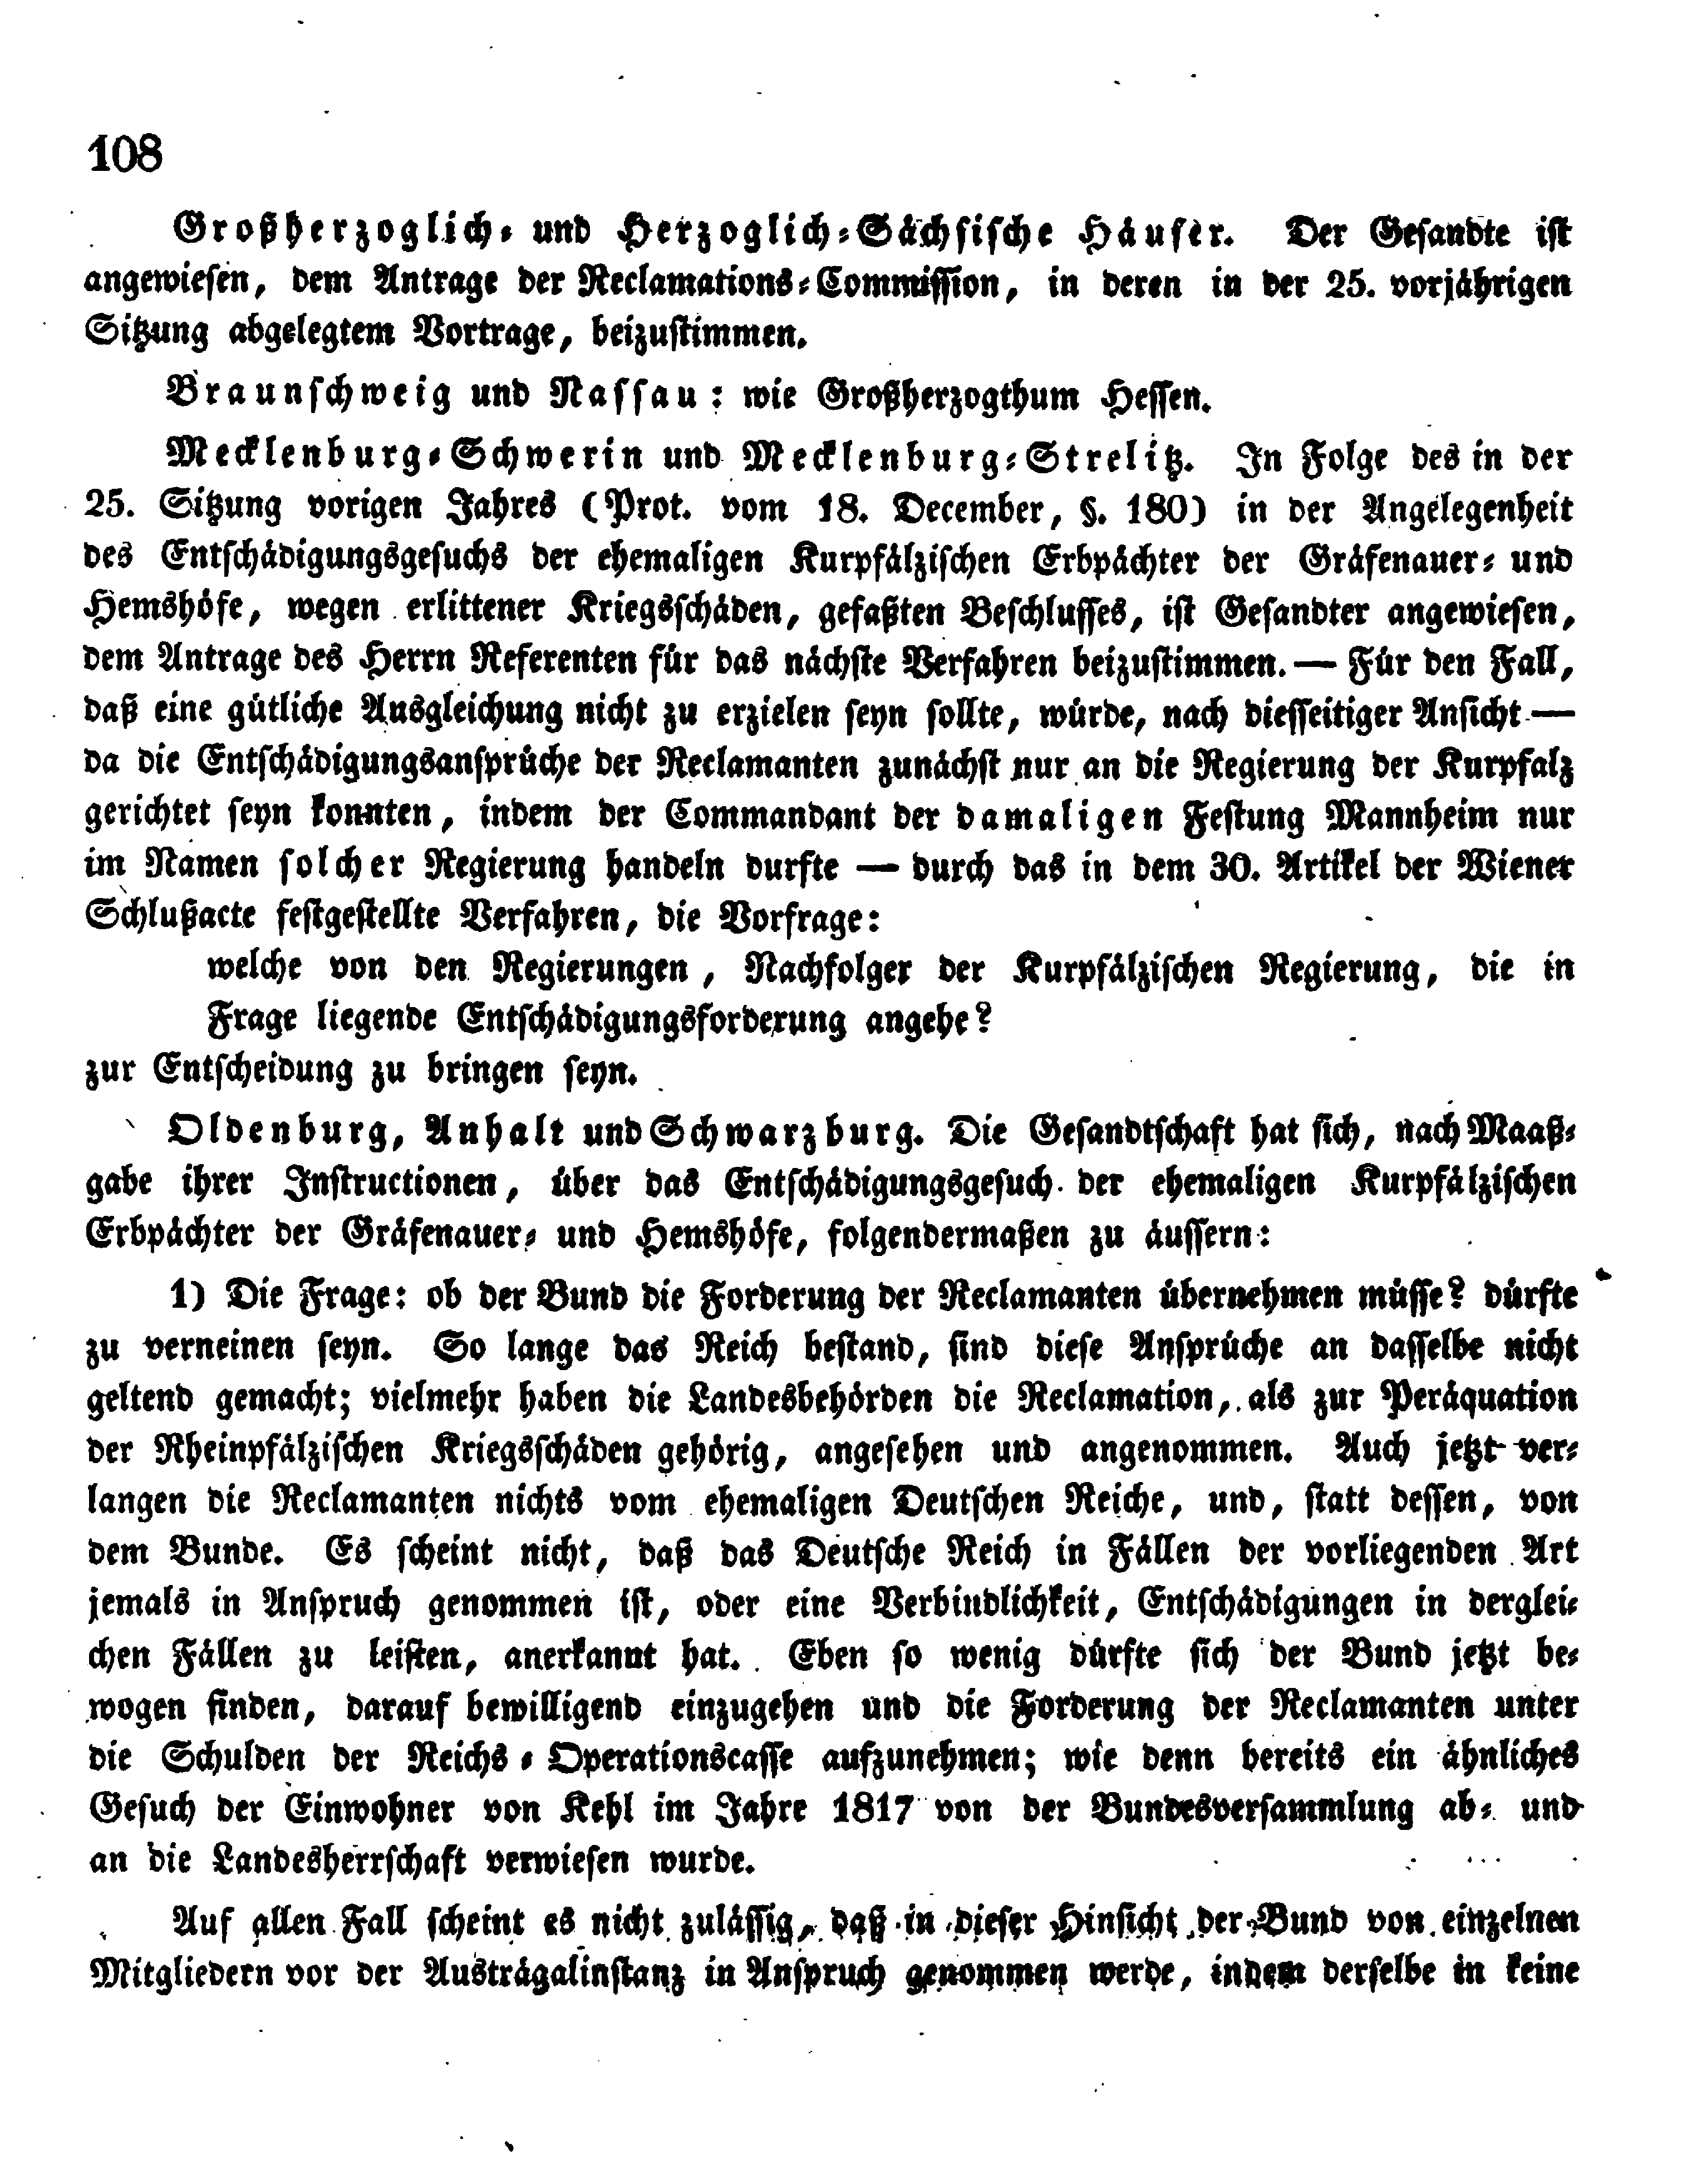 108
Großherzoglich- und Herzoglich-Sächsische Häuser. Der Gesandte ist
angewiesen, dem Antrage der Reclamations-Commission, in deren in der 25. vorjährigen
Sitzung abgelegtem Vortrage, beizustimmen.
Braunschweig und Nassau: wie Großherzogthum Hessen.
Mecklenburg-Schwerin und Mecklenburg-Strelitz. In Folge des in der
25. Sitzung vorigen Jahres (Prot. vom 18. December, §. 180) in der Angelegenheit
des Entschädigungsgesuchs der ehemaligen Kurpfälzischen Erbpächter der Gräfenauer- und
Hemshöfe, wegen erlittener Kriegsschäden, gefaßten Beschlusses, ist Gesandter angewiesen,
dem Antrage des Herrn Referenten für das nächste Verfahren beizustimmen. — Für den Fall,
daß eine gütliche Ausgleichung nicht zu erzielen seyn sollte, würde, nach diesseitiger Ansicht —
da die Entschädigungsansprüche der Reclamanten zunächst nur an die Regierung der Kurpfalz
gerichtet seyn konnten, indem der Commandant der damaligen Festung Mannheim nur
im Namen solcher Regierung handeln durfte — durch das in dem 30. Artikel der Wiener
Schlußacte festgestellte Verfahren, die Vorfrage:
welche von den Regierungen, Nachfolger der Kurpfälzischen Regierung, die in
Frage liegende Entschädigungsforderung angehe?
zur Entscheidung zu bringen seyn.
Oldenburg, Anhalt und Schwarzburg. Die Gesandtschaft hat sich, nach Maaß-
gabe ihrer Instructionen, über das Entschädigungsgesuch der ehemaligen Kurpfälzischen
Erbpächter der Gräfenauer- und Hemshöfe, folgendermaßen zu äussern:
1) Die Frage: ob der Bund die Forderung der Reclamanten übernehmen müsse? dürfte
zu verneinen seyn. So lange das Reich bestand, sind diese Ansprüche an dasselbe nicht
geltend gemacht; vielmehr haben die Landesbehörden die Reclamation, als zur Peräquation
der Rheinpfälzischen Kriegsschäden gehörig, angesehen und angenommen. Auch jetzt ver-
langen die Reclamanten nichts vom ehemaligen Deutschen Reiche, und, statt dessen, von
dem Bunde. Es scheint nicht, daß das Deutsche Reich in Fällen der vorliegenden Art
jemals in Anspruch genommen ist, oder eine Verbindlichkeit, Entschädigungen in derglei-
chen Fällen zu leisten, anerkannt hat. Eben so wenig dürfte sich der Bund jetzt be-
wogen finden, darauf bewilligend einzugehen und die Forderung der Reclamanten unter
die Schulden der Reichs-Operationscasse aufzunehmen; wie denn bereits ein ähnliches
Gesuch der Einwohner von Kehl im Jahre 1817 von der Bundesversammlung ab- und
an die Landesherrschaft verwiesen wurde.
Auf allen Fall scheint es nicht zulässig, daß in dieser Hinsicht der Bund von einzelnen
Mitgliedern vor der Austrägalinstanz in Anspruch genommen werde, indem derselbe in keine